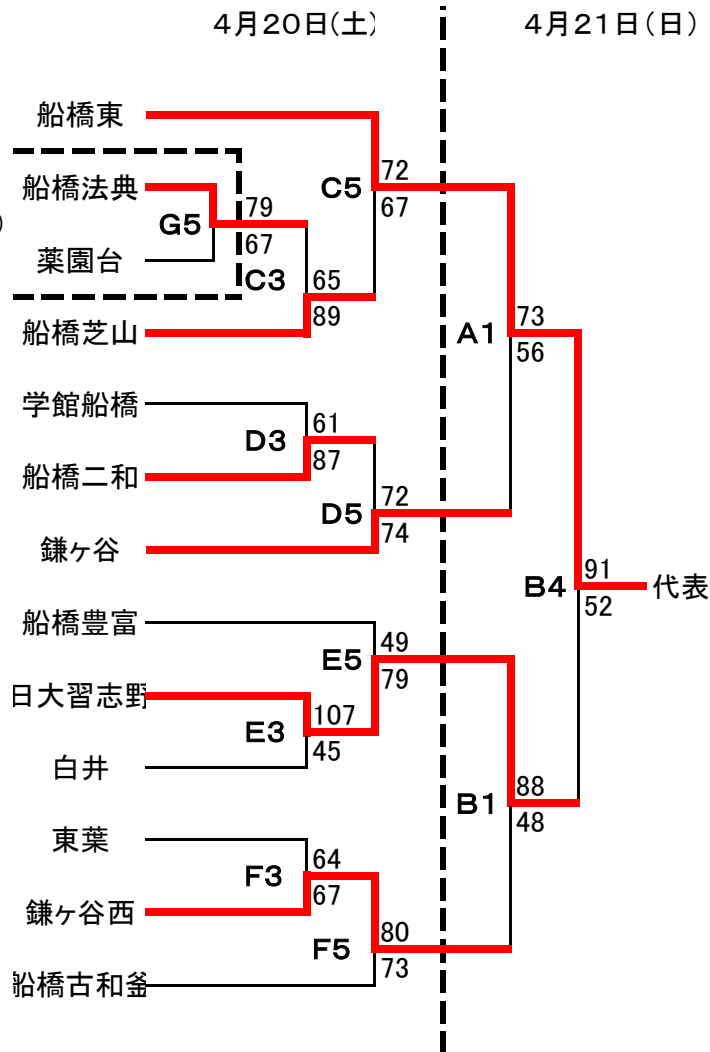 4月20日(土)
4月21日(日)
船橋東
72
C5
67
船橋法典
79
G5
67
)
薬園台
C3
65
89
船橋芝山
73
A1
56
学館船橋
61
D3
87
船橋二和
72
D5
74
鎌ヶ谷
91
B4
代表
52
船橋豊富
49
E5
79
日大習志野
107
E3
45
白井
88
B1
48
東葉
64
F3
67
鎌ヶ谷西
80
F5
73
船橋古和釜